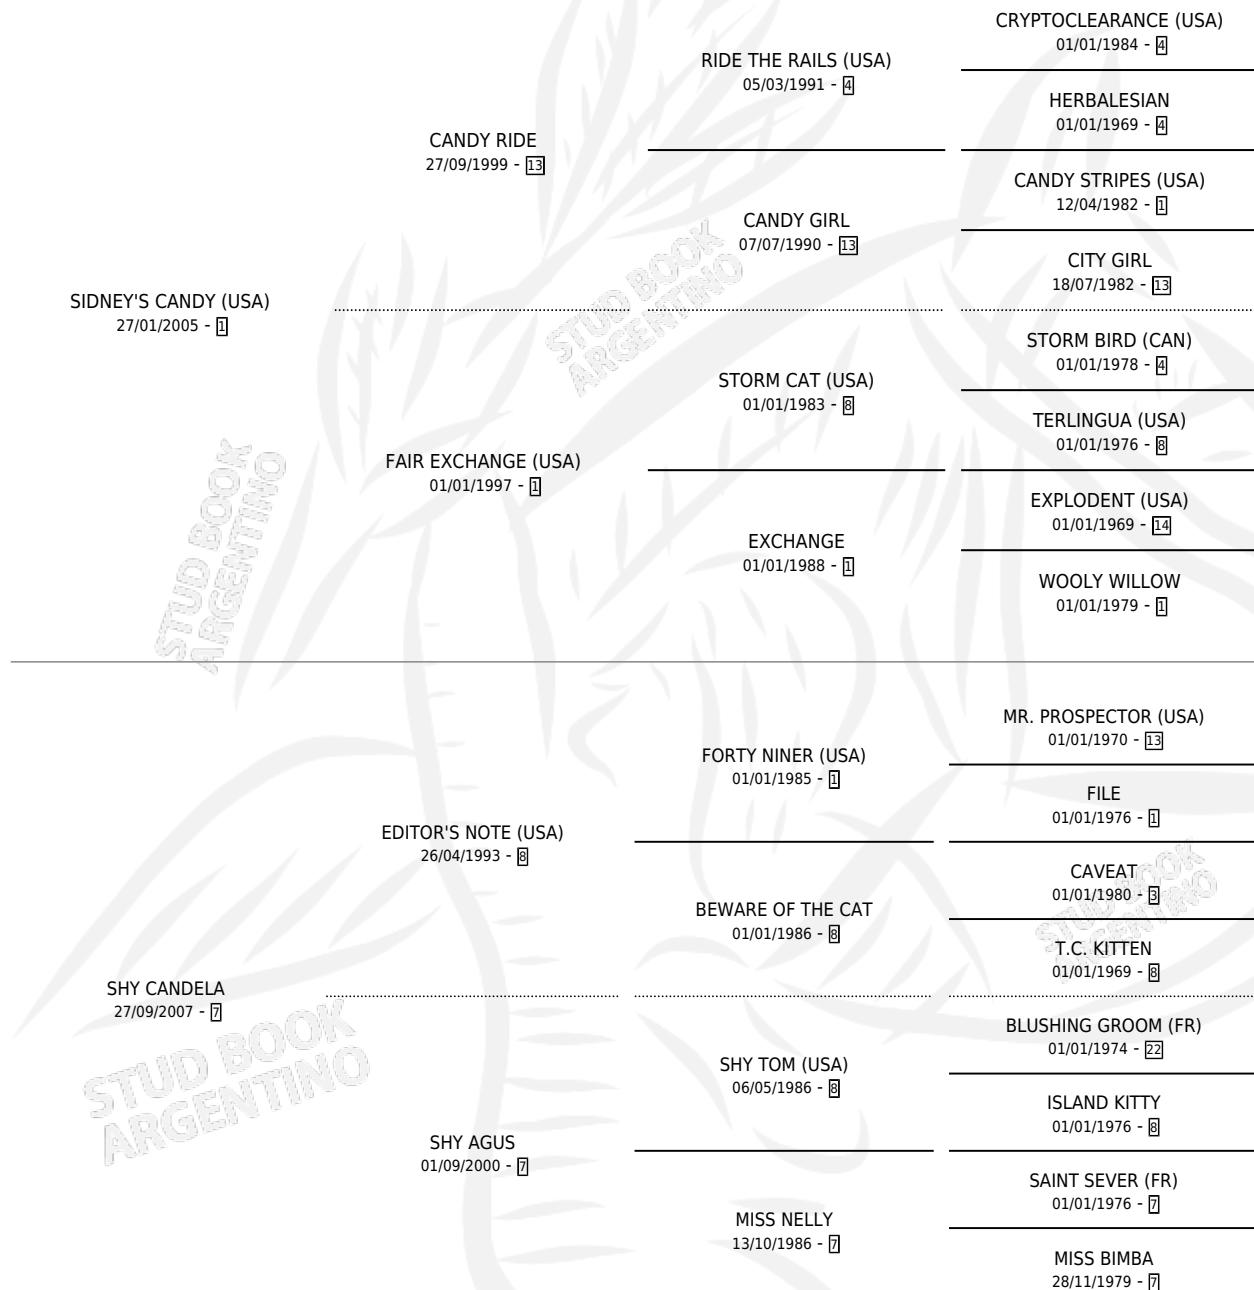 CRYPTOCLEARANCE (USA)
01/01/1984 - 4
RIDE THE RAILS (USA)
05/03/1991 - 4
HERBALESIAN
01/01/1969 - 4
CANDY RIDE
27/09/1999 - 13
CANDY STRIPES (USA)
12/04/1982 - 1
CANDY GIRL
07/07/1990 - 13
CITY GIRL
18/07/1982 - 13
SIDNEY'S CANDY (USA)
27/01/2005 - 1
STUD BOOK
ARGENTINO
STORM BIRD (CAN)
01/01/1978 - 4
STORM CAT (USA)
01/01/1983 - 8
TERLINGUA (USA)
01/01/1976 - 8
FAIR EXCHANGE (USA)
01/01/1997 - 1
EXPLODENT (USA)
01/01/1969 - 14
EXCHANGE
01/01/1988 - 1
WOOLY WILLOW
01/01/1979 - 1
STUD BOOK
ARGENTINO
MR. PROSPECTOR (USA)
01/01/1970 - 13
FORTY NINER (USA)
01/01/1985 - 1
FILE
01/01/1976 - 1
EDITOR'S NOTE (USA)
26/04/1993 - 8
CAVEAT
01/01/1980 - 3
BEWARE OF THE CAT
01/01/1986 - 8
T.C. KITTEN
01/01/1969 - 8
STUD BOOK
ARGENTINO
SHY CANDELA
27/09/2007 - 7
BLUSHING GROOM (FR)
01/01/1974 - 22
SHY TOM (USA)
06/05/1986 - 8
ISLAND KITTY
01/01/1976 - 8
STUD BOOK
ARGENTINO
SHY AGUS
01/09/2000 - 7
SAINT SEVER (FR)
01/01/1976 - 7
MISS NELLY
13/10/1986 - 7
MISS BIMBA
28/11/1979 - 7